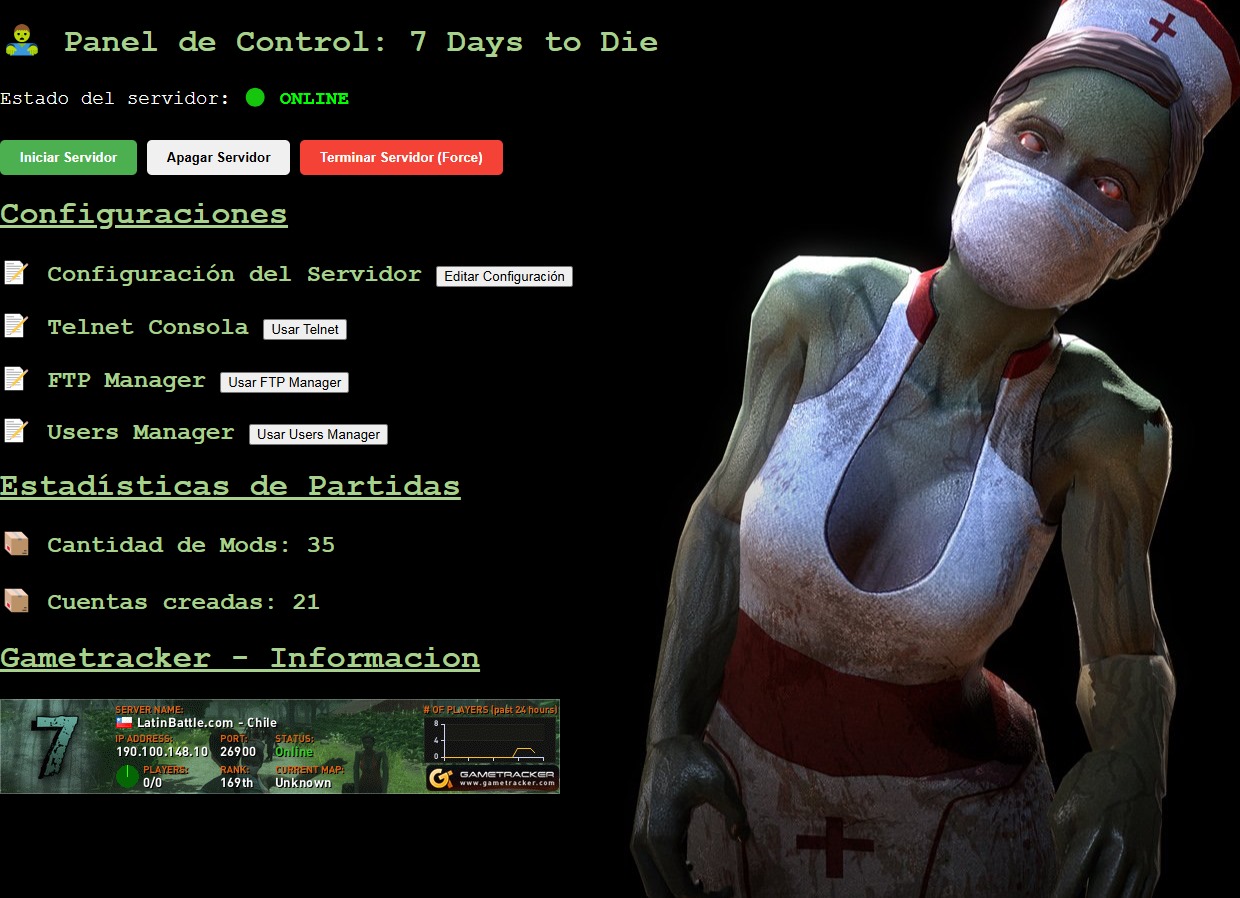 Panel de Control: 7 Days to Die
Estado del servidor: ONLINE
Iniciar Servidor Apagar Servidor Terminar Servidor (Force)
Configuraciones
Configuración del Servidor Editar Configuración
Telnet Consola Usar Telnet
FTP Manager Usar FTP Manager
Users Manager Usar Users Manager
Estadísticas de Partidas
Cantidad de Mods: 35
Cuentas creadas: 21
Gametracker - Informacion
7
SERVER NAME:
LatinBattle.com - Chile
IP ADDRESS: PORT: STATUS:
190.100.148.10 26900 Online
PLAYERS: RANK: CURRENT MAP:
0/0 169th Unknown
# OF PLAYERS (past 24 hours)
8
4
0
GAMETRACKER
www.gametracker.com